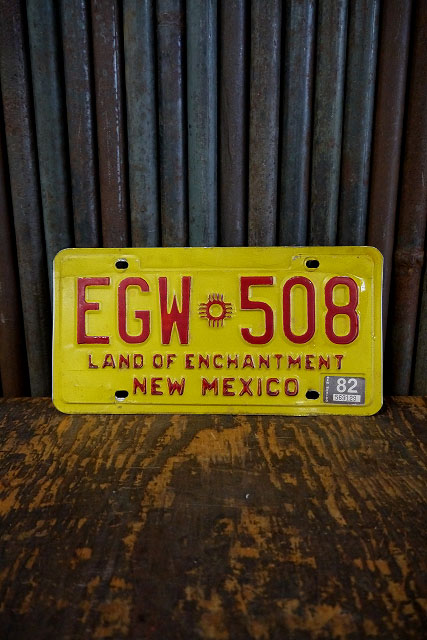 EGW 508
LAND OF ENCHANTMENT
NEW MEXICO
82